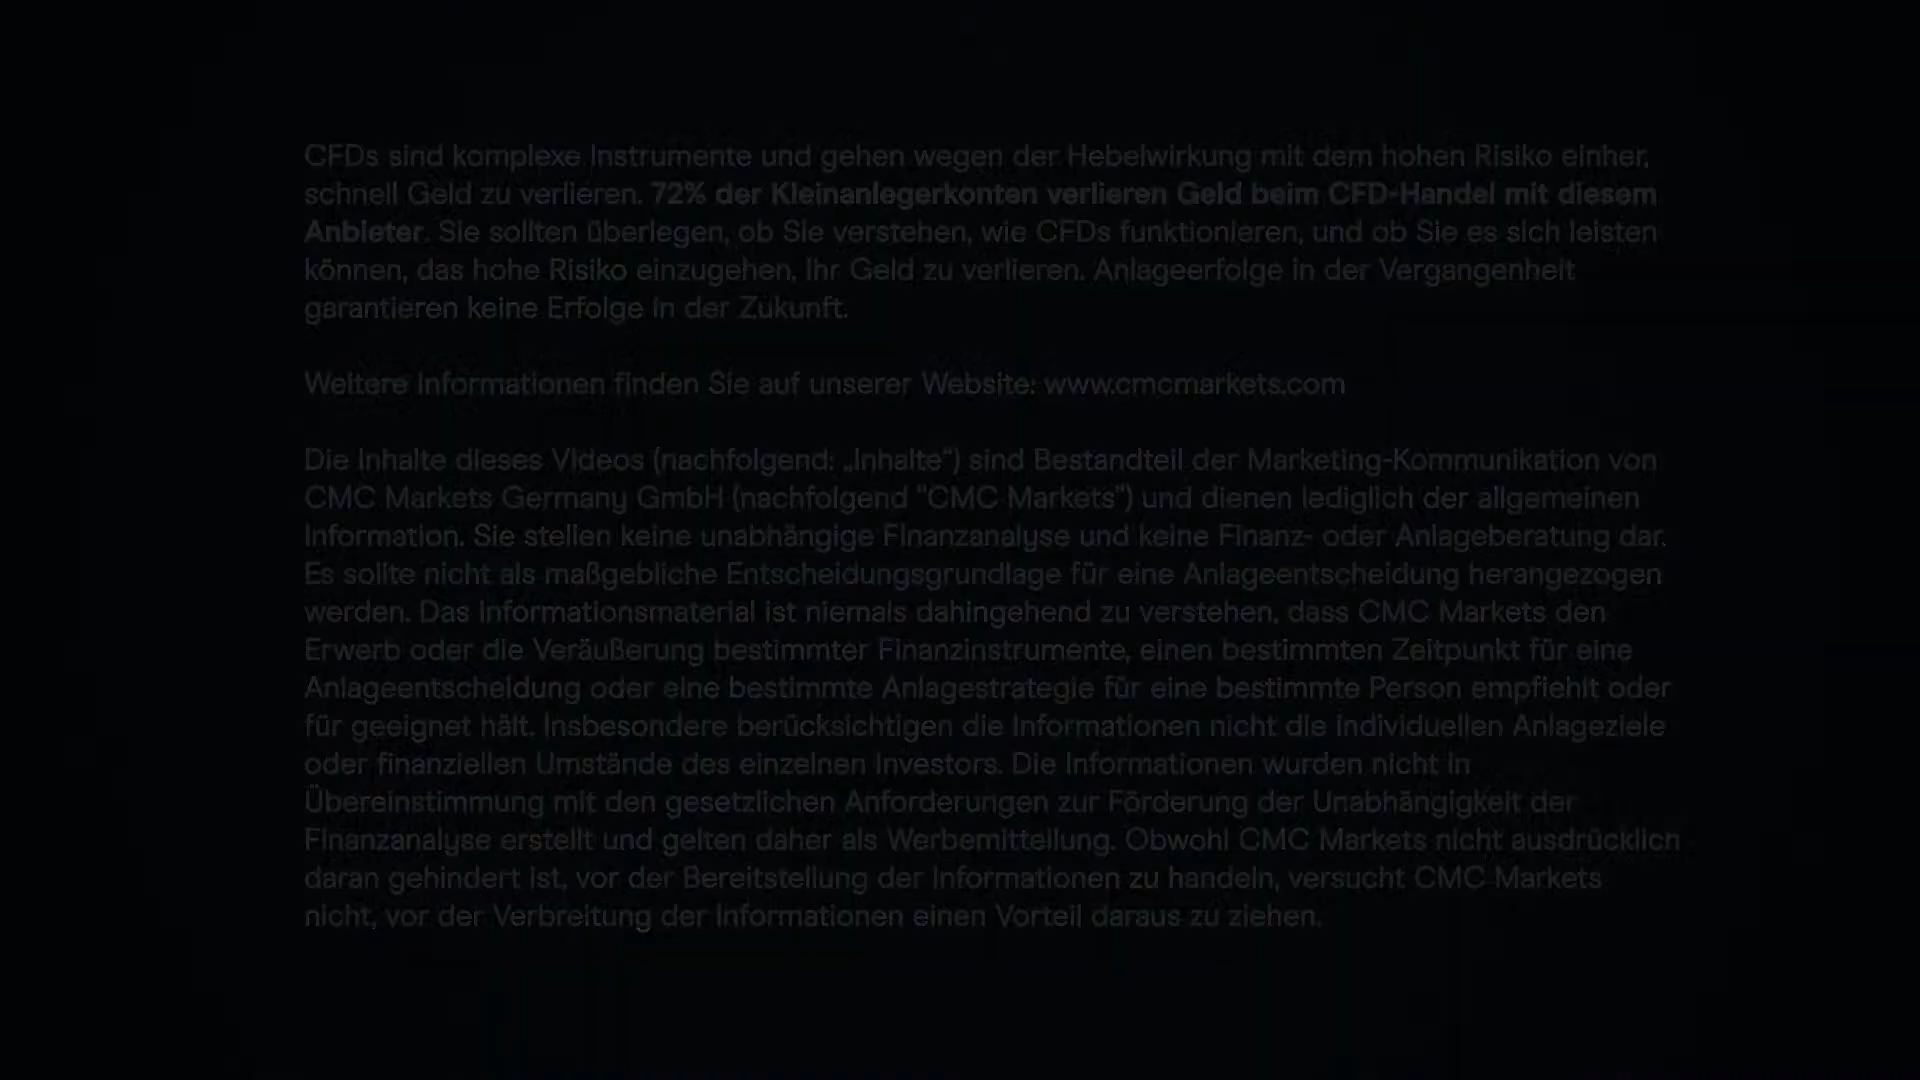 CFDs sind komplexe Instrumente und gehen wegen der Hebelwirkung mit dem hohen Risiko einher,
schnell Geld zu verlieren. 72% der Kleinanlegerkonten verlieren Geld beim CFD-Handel mit diesem
Anbieter. Sie sollten überlegen, ob Sie verstehen, wie CFDs funktionieren, und ob Sie es sich leisten
können, das hohe Risiko einzugehen, Ihr Geld zu verlieren. Anlageerfolge in der Vergangenheit
garantieren keine Erfolge in der Zukunft.
Weitere Informationen finden Sie auf unserer Website: www.cmcmarkets.com
Die Inhalte dieses Videos (nachfolgend: „Inhalte“) sind Bestandteil der Marketing-Kommunikation von
CMC Markets Germany GmbH (nachfolgend "CMC Markets") und dienen lediglich der allgemeinen
Information. Sie stellen keine unabhängige Finanzanalyse und keine Finanz- oder Anlageberatung dar.
Es sollte nicht als maßgebliche Entscheidungsgrundlage für eine Anlageentscheidung herangezogen
werden. Das Informationsmaterial ist niemals dahingehend zu verstehen, dass CMC Markets den
Erwerb oder die Veräußerung bestimmter Finanzinstrumente, einen bestimmten Zeitpunkt für eine
Anlageentscheidung oder eine bestimmte Anlagestrategie für eine bestimmte Person empfiehlt oder
für geeignet hält. Insbesondere berücksichtigen die Informationen nicht die individuellen Anlageziele
oder finanziellen Umstände des einzelnen Investors. Die Informationen wurden nicht in
Übereinstimmung mit den gesetzlichen Anforderungen zur Förderung der Unabhängigkeit der
Finanzanalyse erstellt und gelten daher als Werbemitteilung. Obwohl CMC Markets nicht ausdrücklich
daran gehindert ist, vor der Bereitstellung der Informationen zu handeln, versucht CMC Markets
nicht, vor der Verbreitung der Informationen einen Vorteil daraus zu ziehen.